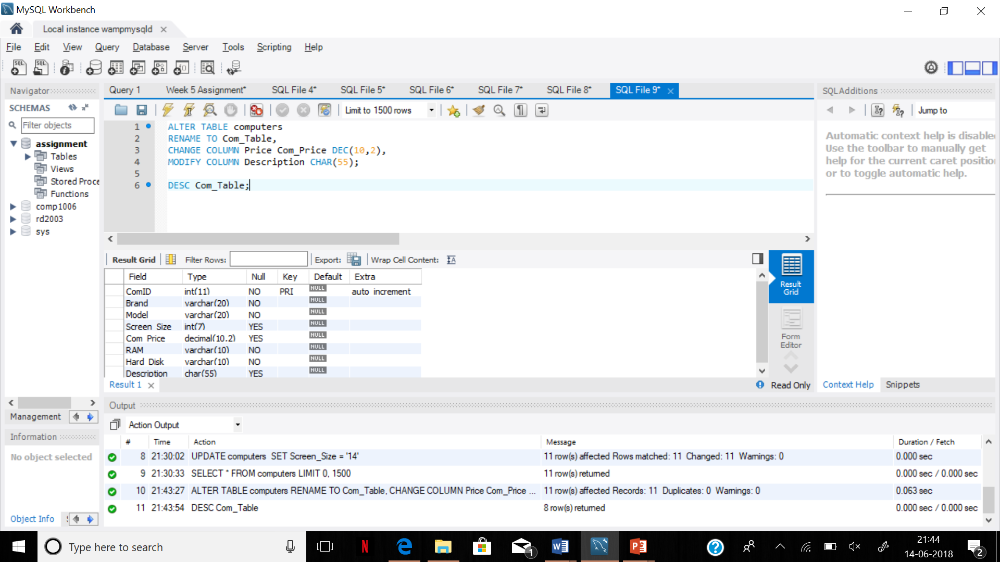 MySQL Workbench
Local instance wampmysqld
File Edit View Query Database Server Tools Scripting Help
Navigator
SCHEMAS
Filter objects
assignment
Tables
Views
Stored Proce
Functions
comp1006
rd2003
sys
Management
Information
No object selected
Object Info
Query 1 Week 5 Assignment* SQL File 4* SQL File 5* SQL File 6* SQL File 7* SQL File 8* SQL File 9*
Limit to 1500 rows
1 ALTER TABLE computers
2 RENAME TO Com_Table,
3 CHANGE COLUMN Price Com_Price DEC(10,2),
4 MODIFY COLUMN Description CHAR(55);
5
6 DESC Com_Table;
Result Grid Filter Rows: Export: Wrap Cell Content:
Field Type Null Key Default Extra
ComID int(11) NO PRI NULL auto_increment
Brand varchar(20) NO NULL
Model varchar(20) NO NULL
Screen_Size int(7) YES NULL
Com_Price decimal(10,2) YES NULL
RAM varchar(10) NO NULL
Hard_Disk varchar(10) NO NULL
Description char(55) YES NULL
Result 1
Result
Grid
Form
Editor
Read Only
SQLAdditions
Jump to
Automatic context help is disable
Use the toolbar to manually get
help for the current caret positio
or to toggle automatic help.
Context Help Snippets
Output
Action Output
# Time Action Message Duration / Fetch
8 21:30:02 UPDATE computers SET Screen_Size = '14' 11 row(s) affected Rows matched: 11 Changed: 11 Warnings: 0 0.000 sec
9 21:30:33 SELECT * FROM computers LIMIT 0, 1500 11 row(s) returned 0.000 sec / 0.000 sec
10 21:43:27 ALTER TABLE computers RENAME TO Com_Table, CHANGE COLUMN Price Com_Price ... 11 row(s) affected Records: 11 Duplicates: 0 Warnings: 0 0.063 sec
11 21:43:54 DESC Com_Table 8 row(s) returned 0.000 sec / 0.000 sec
Type here to search
1
21:44
14-06-2018
2